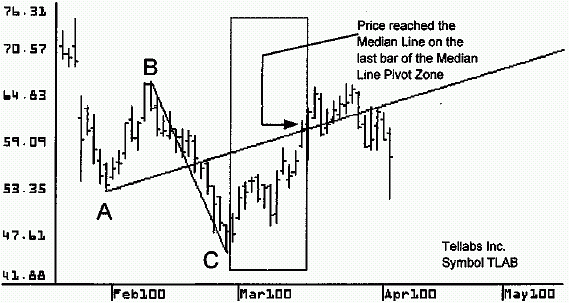 76.31
70.57
64.83
59.09
53.35
47.61
41.88
Price reached the
Median Line on the
last bar of the Median
Line Pivot Zone
B
A
C
Tellabs Inc.
Symbol TLAB
Feb100
Mar100
Apr100
May100